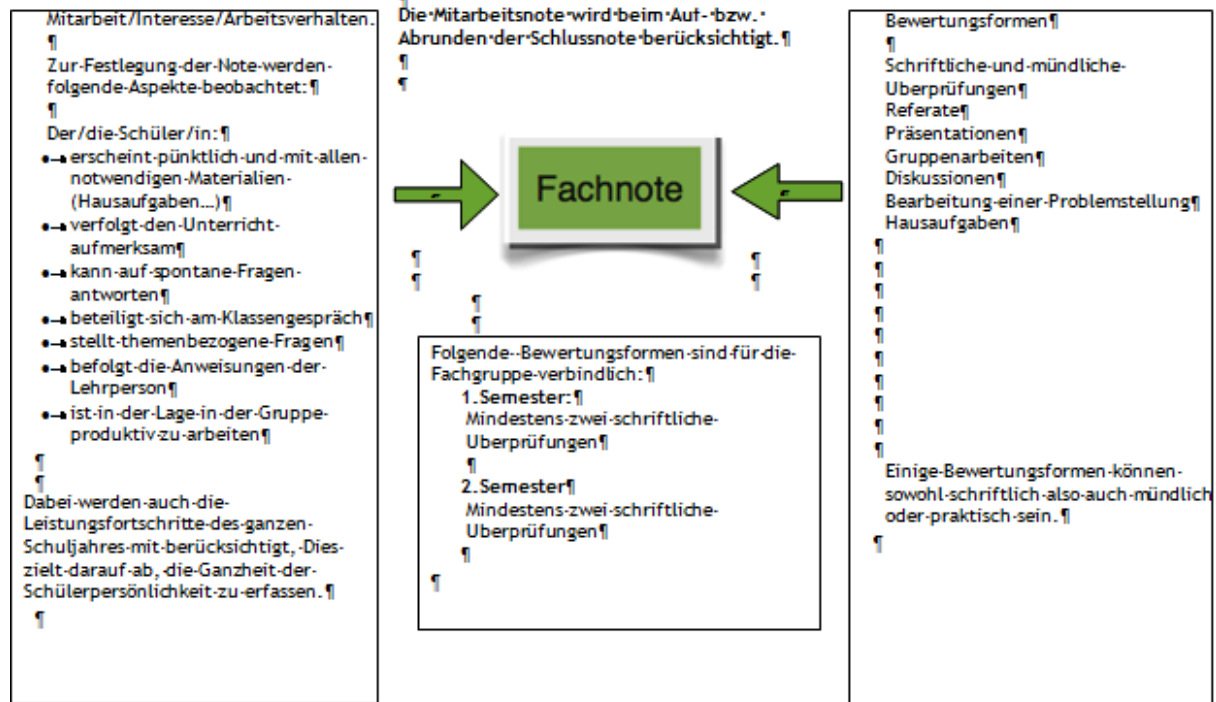 Mitarbeit/Interesse/Arbeitsverhalten.
Zur Festlegung der Note werden
folgende Aspekte beobachtet:
Der/die Schüler/in:
erscheint pünktlich und mit allen
notwendigen Materialien
(Hausaufgaben…)
verfolgt den Unterricht
aufmerksam
kann auf spontane Fragen
antworten
beteiligt sich am Klassengespräch
stellt themenbezogene Fragen
befolgt die Anweisungen der
Lehrperson
ist in der Lage in der Gruppe
produktiv zu arbeiten
Dabei werden auch die
Leistungsfortschritte des ganzen
Schuljahres mit berücksichtigt, Dies
zielt darauf ab, die Ganzheit der
Schülerpersönlichkeit zu erfassen.
Die Mitarbeitsnote wird beim Auf- bzw.
Abrunden der Schlussnote berücksichtigt.
Fachnote
Folgende Bewertungsformen sind für die
Fachgruppe verbindlich:
1.Semester:
Mindestens zwei schriftliche
Uberprüfungen
2.Semester
Mindestens zwei schriftliche
Uberprüfungen
Bewertungsformen
Schriftliche und mündliche
Uberprüfungen
Referate
Präsentationen
Gruppenarbeiten
Diskussionen
Bearbeitung einer Problemstellung
Hausaufgaben
Einige Bewertungsformen können
sowohl schriftlich also auch mündlich
oder praktisch sein.